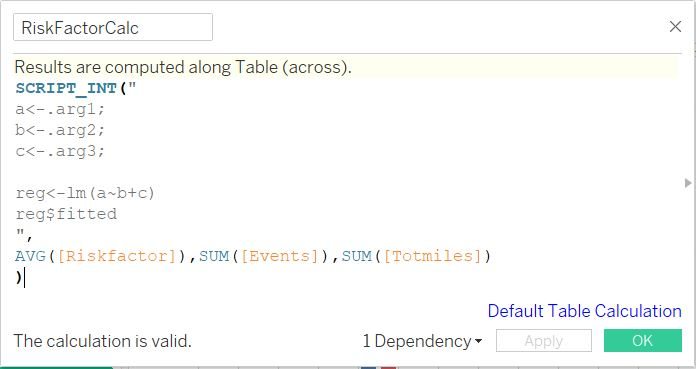 RiskFactorCalc
Results are computed along Table (across).
SCRIPT_INT("
a<-.arg1;
b<-.arg2;
c<-.arg3;
reg<-lm(a~b+c)
reg$fitted
",
AVG([Riskfactor]),SUM([Events]),SUM([Totmiles])
)
Default Table Calculation
The calculation is valid.
1 Dependency
Apply
OK